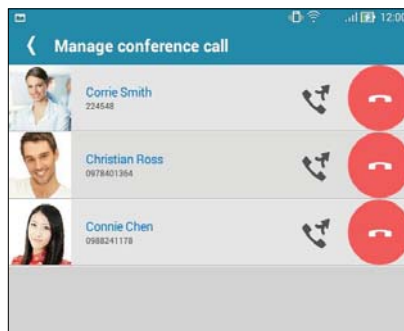 12:00
Manage conference call
Corrie Smith
224548
Christian Ross
0978401364
Connie Chen
0988241178